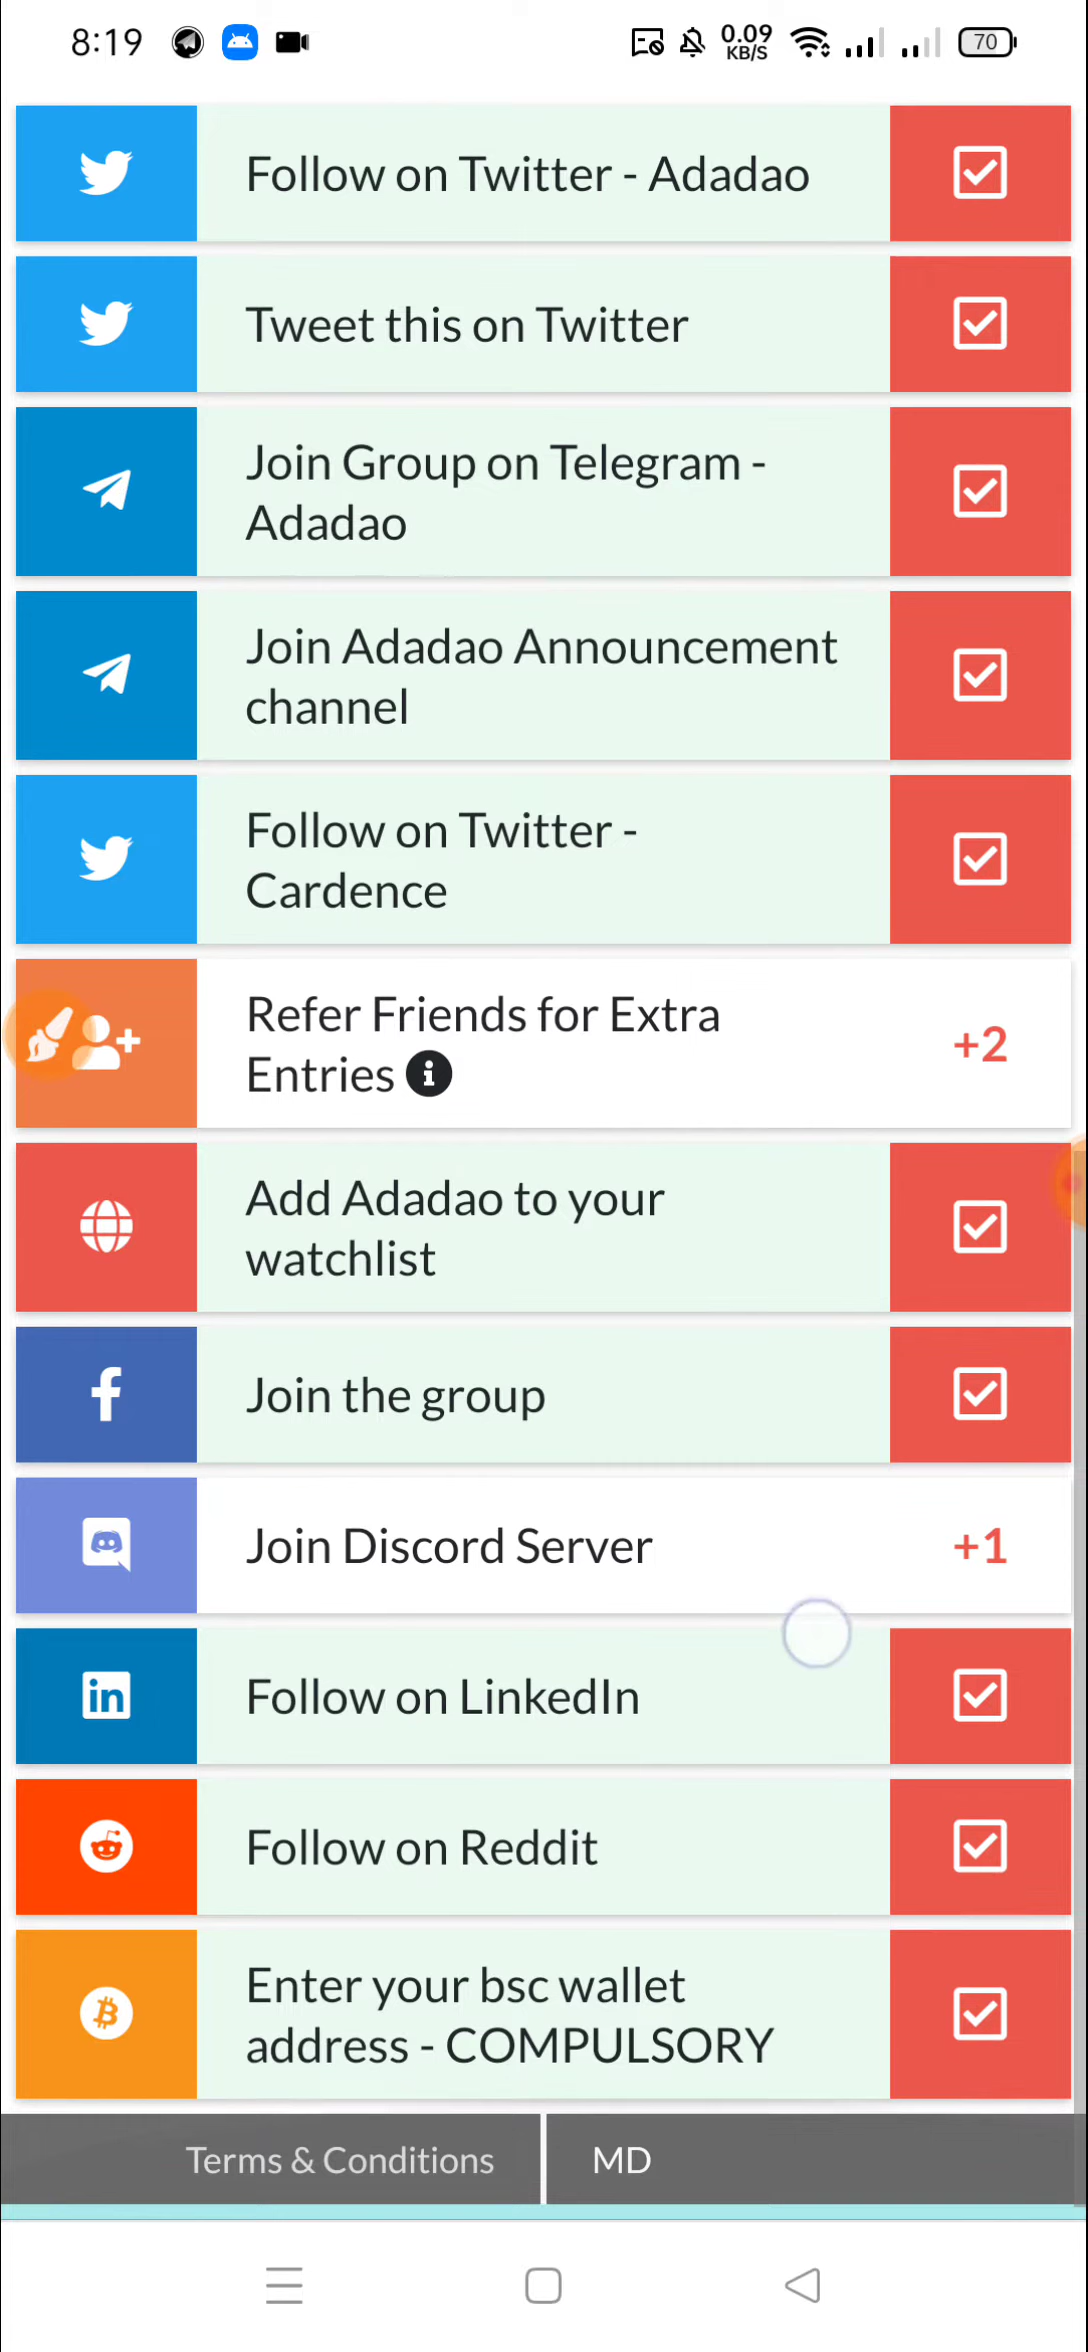 8:19
0.09
KB/S
70
Follow on Twitter - Adadao
Tweet this on Twitter
Join Group on Telegram -
Adadao
Join Adadao Announcement
channel
Follow on Twitter -
Cardence
Refer Friends for Extra
Entries
+2
Add Adadao to your
watchlist
Join the group
Join Discord Server
+1
Follow on LinkedIn
Follow on Reddit
Enter your bsc wallet
address - COMPULSORY
Terms & Conditions
MD